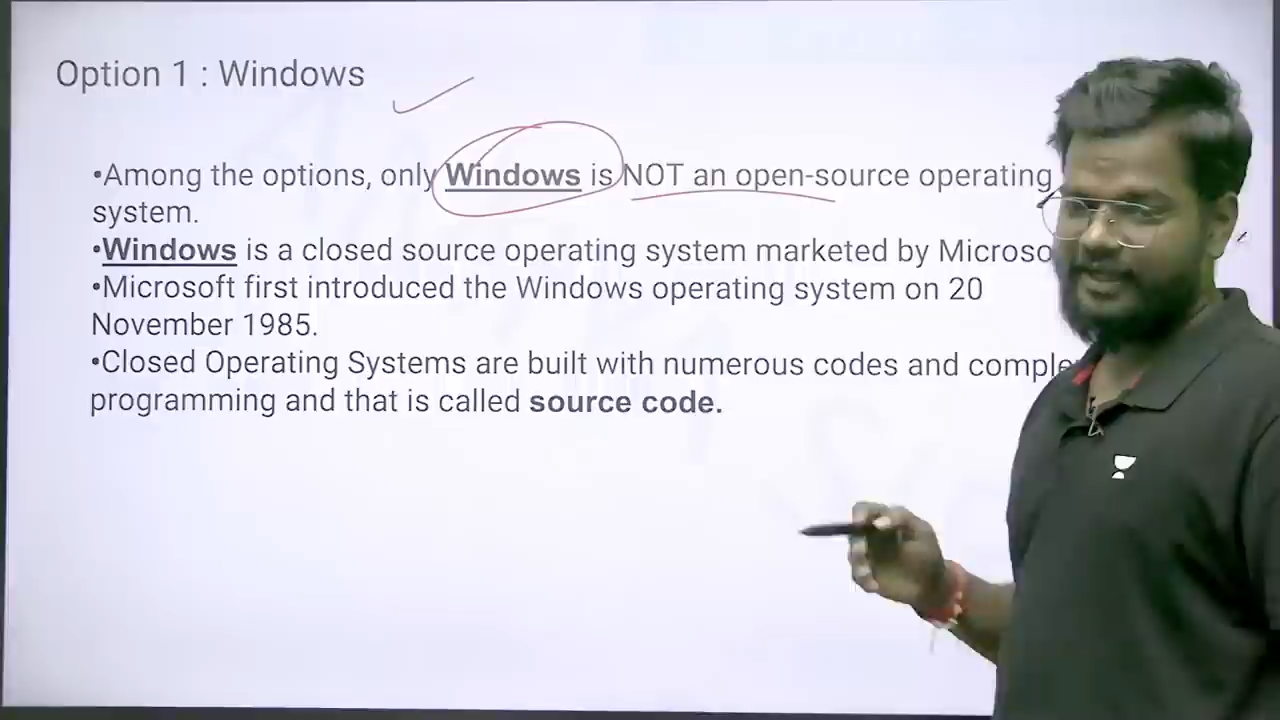 Option 1 : Windows
•Among the options, only Windows is NOT an open-source operating
system.
•Windows is a closed source operating system marketed by Microso
•Microsoft first introduced the Windows operating system on 20
November 1985.
•Closed Operating Systems are built with numerous codes and comple
programming and that is called source code.